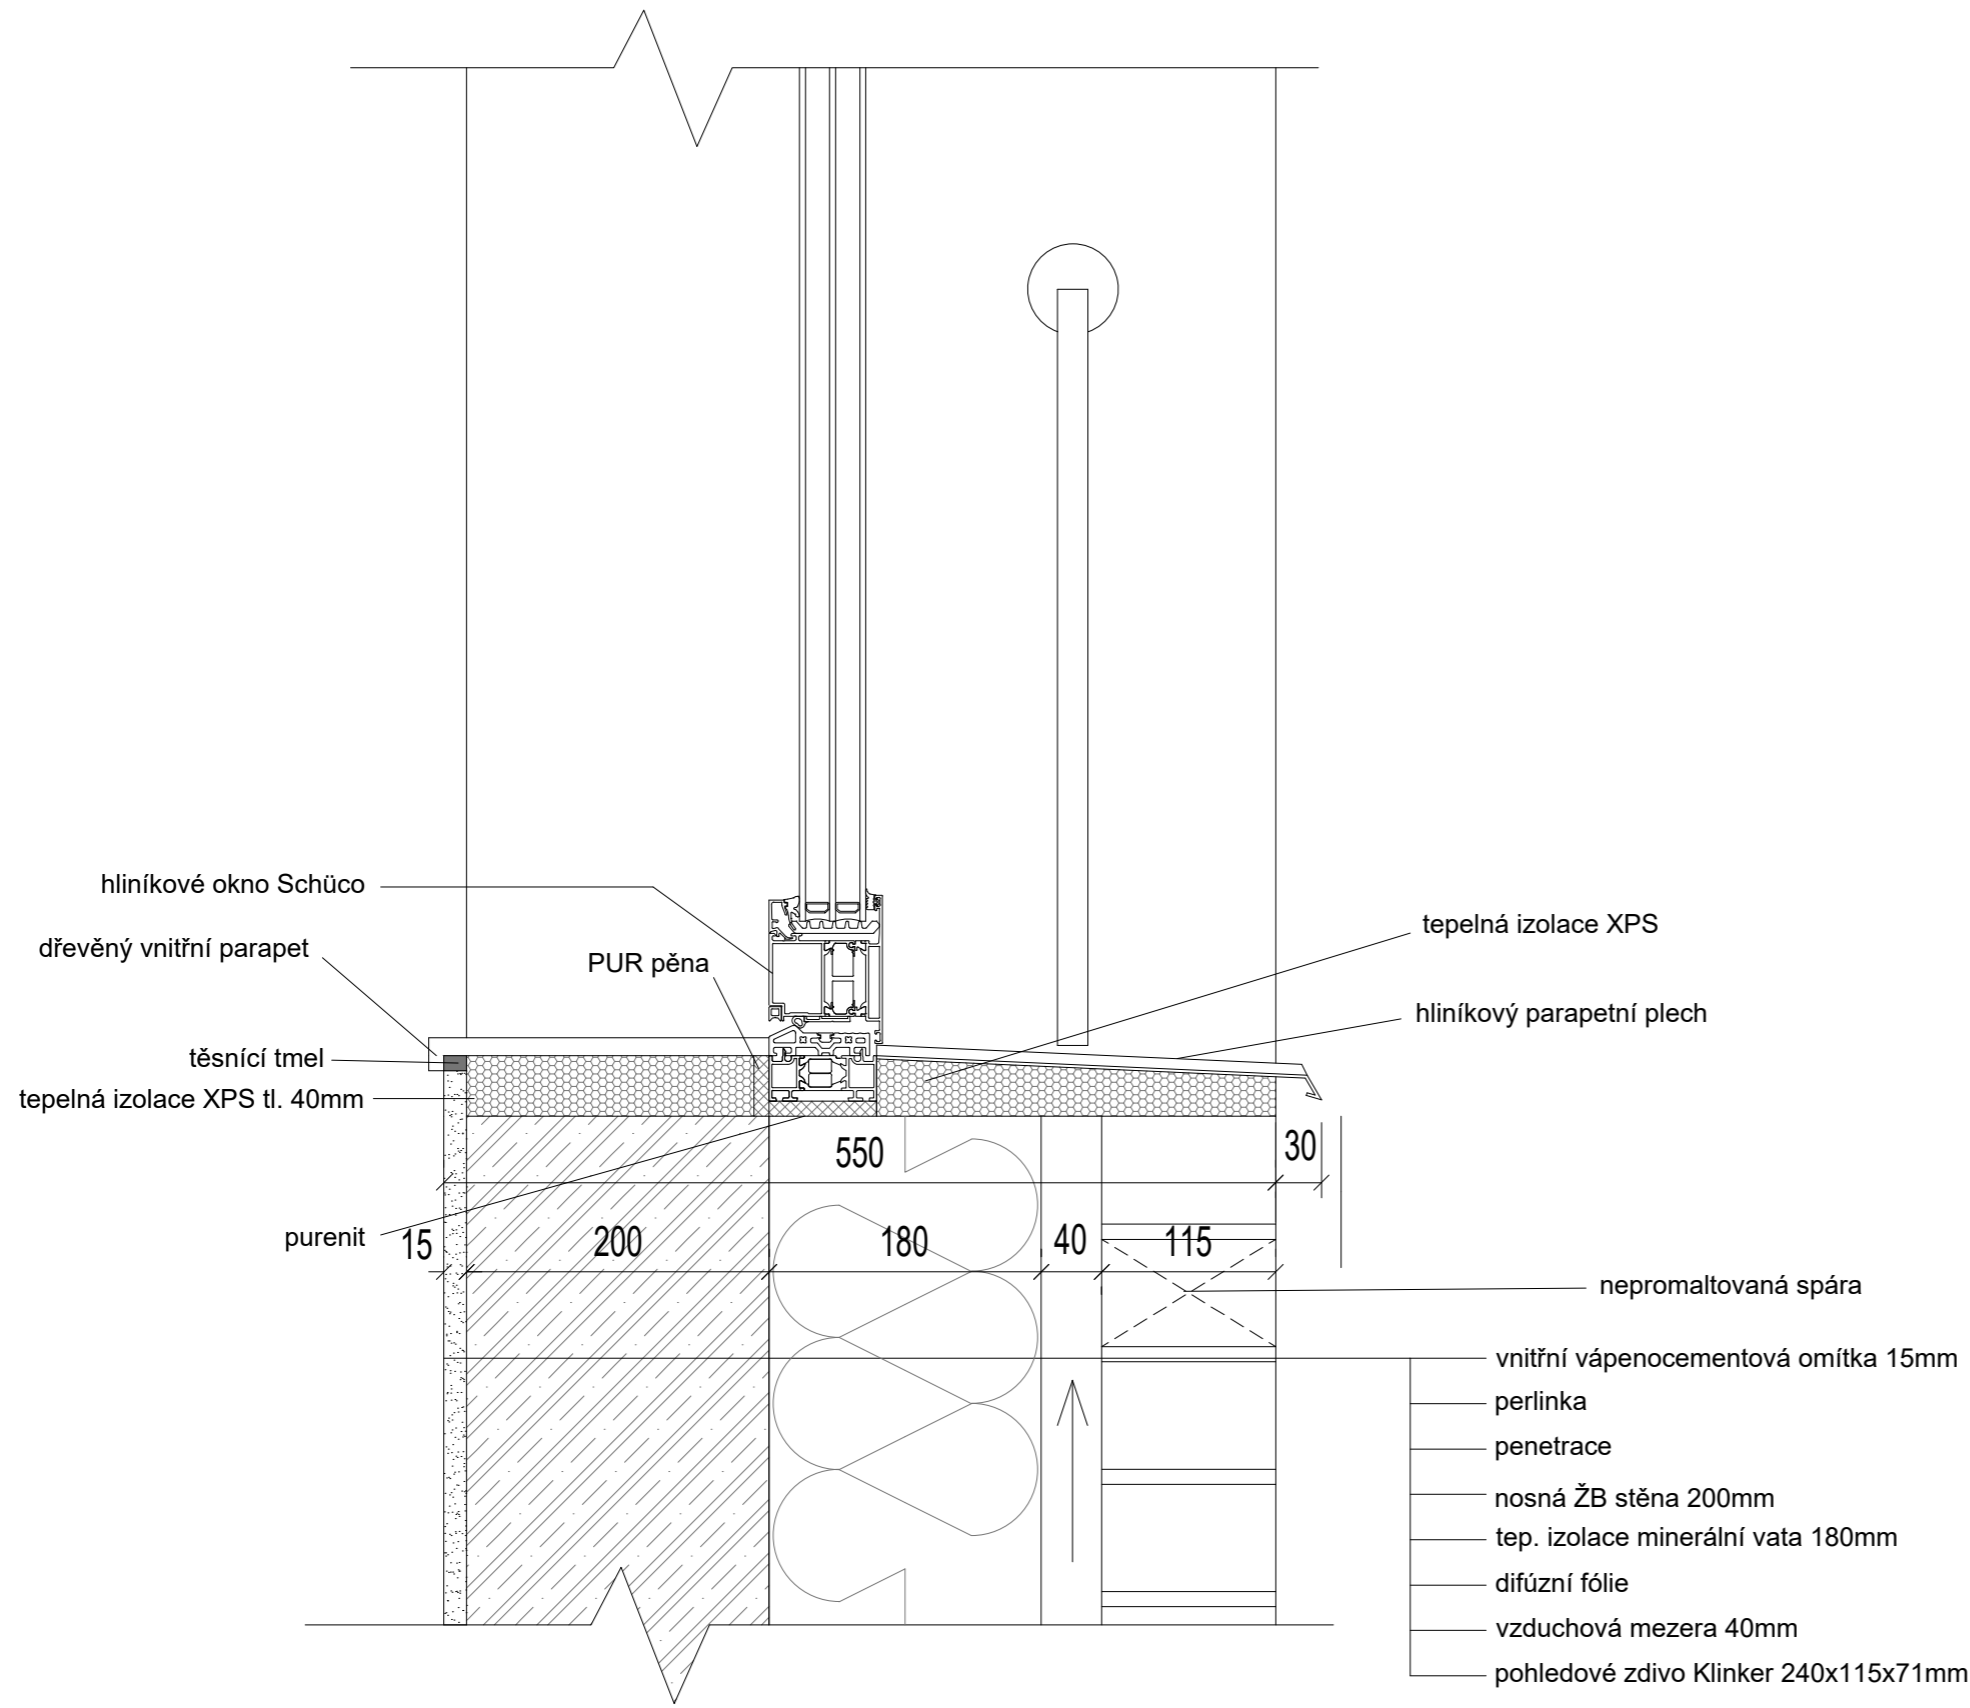 hliníkové okno Schüco
dřevěný vnitřní parapet
PUR pěna
těsnící tmel
tepelná izolace XPS tl. 40mm
purenit
tepelná izolace XPS
hliníkový parapetní plech
550
30
15
200
180
40
115
nepromaltovaná spára
vnitřní vápenocementová omítka 15mm
perlinka
penetrace
nosná ŽB stěna 200mm
tep. izolace minerální vata 180mm
difúzní fólie
vzduchová mezera 40mm
pohledové zdivo Klinker 240x115x71mm